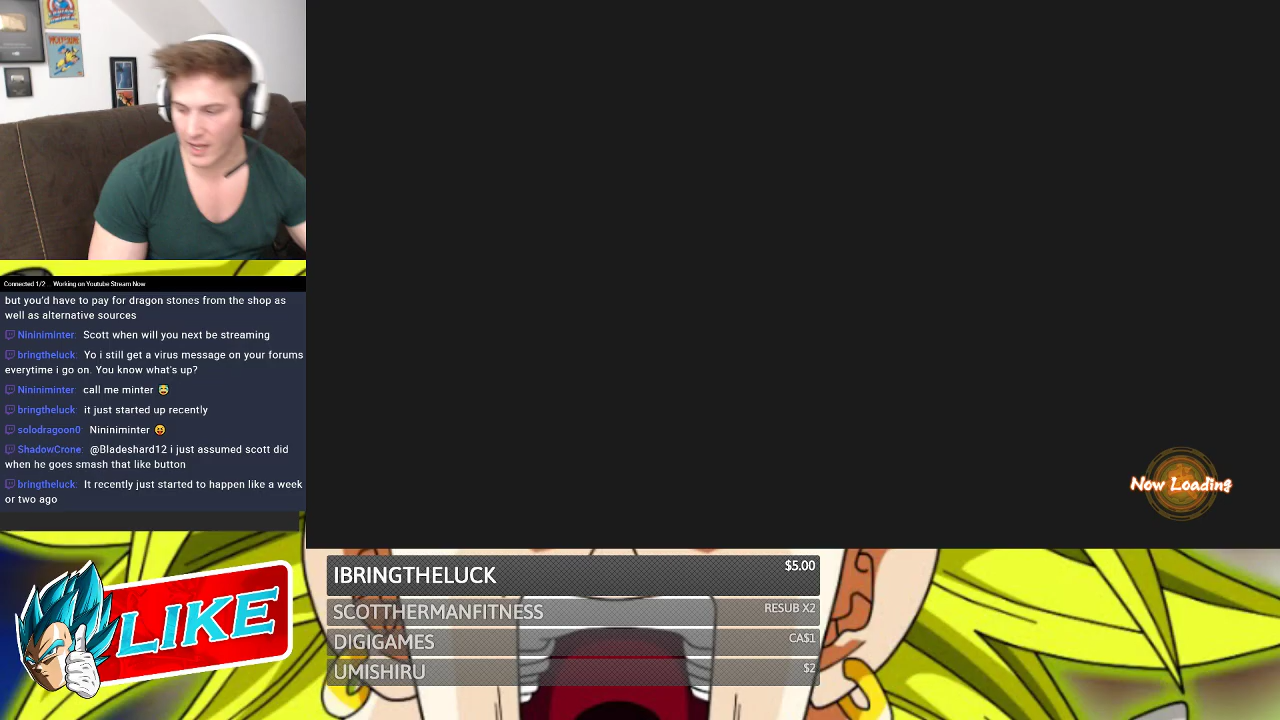 Connected 1/2 Working on Youtube Stream Now
but you'd have to pay for dragon stones from the shop as
well as alternative sources
Nininiminter: Scott when will you next be streaming
bringtheluck: Yo i still get a virus message on your forums
everytime i go on. You know what's up?
Nininiminter: call me minter 😪
bringtheluck: it just started up recently
solodragoon0: Nininiminter 😝
ShadowCrone: @Bladeshard12 i just assumed scott did
when he goes smash that like button
bringtheluck: It recently just started to happen like a week
or two ago
Now Loading
LIKE
IBRINGTHELUCK $5.00
SCOTTHERMANFITNESS RESUB X2
DIGIGAMES CA$1
UMISHIRU $2